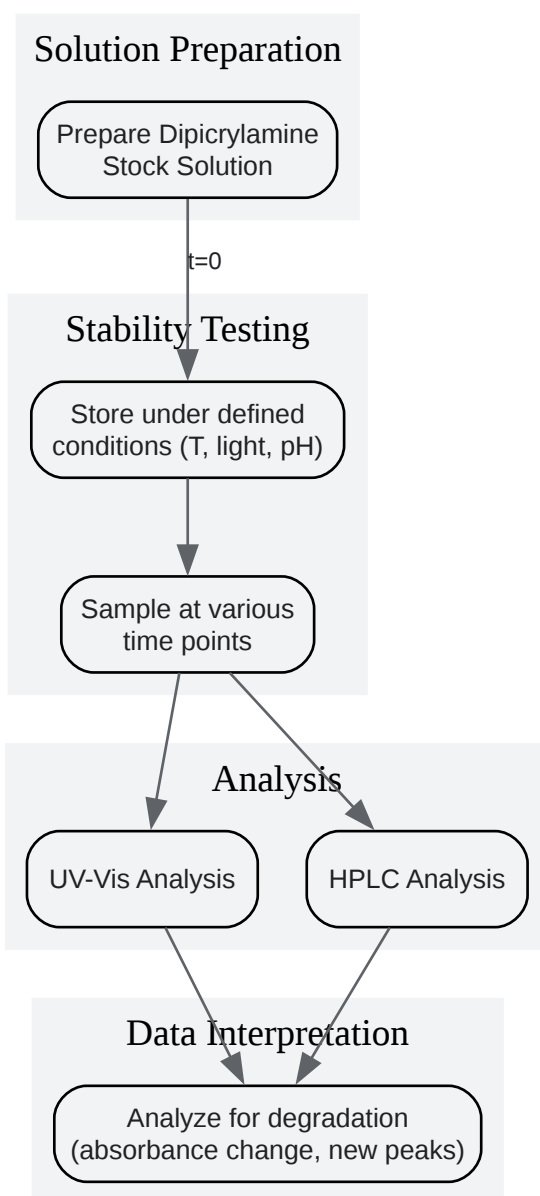 Solution Preparation
Prepare Dipicrylamine
Stock Solution
t=0
Stability Testing
Store under defined
conditions (T, light, pH)
Sample at various
time points
Analysis
UV-Vis Analysis
HPLC Analysis
Data Interpretation
Analyze for degradation
(absorbance change, new peaks)